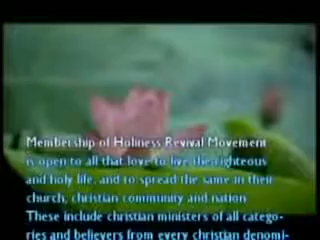 Membership of Holiness Revival Movement
is open to all that love to live the righteous
and holy life, and to spread the same in their
church, christian community and nation
These include christian ministers of all catego-
ries and believers from every christian denomi-